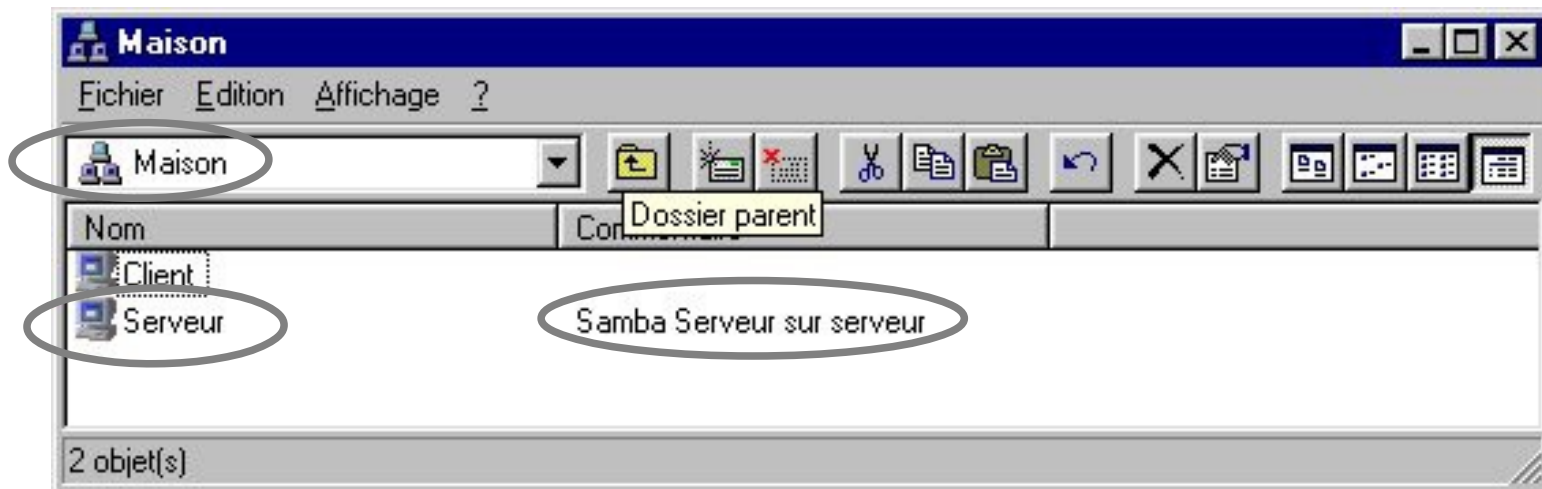 Maison
Fichier Edition Affichage ?
Maison
Dossier parent
Nom
Client
Serveur Samba Serveur sur serveur
2 objet(s)